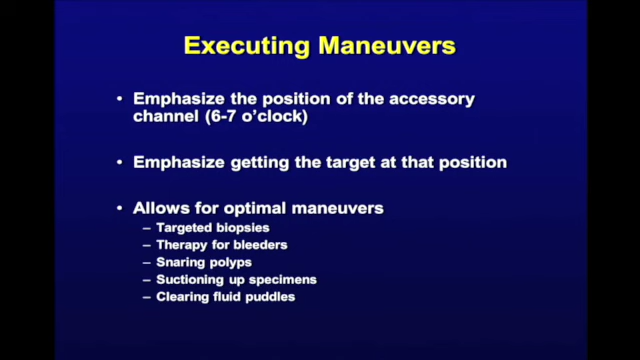 Executing Maneuvers
• Emphasize the position of the accessory
channel (6-7 o'clock)
• Emphasize getting the target at that position
• Allows for optimal maneuvers
– Targeted biopsies
– Therapy for bleeders
– Snaring polyps
– Suctioning up specimens
– Clearing fluid puddles